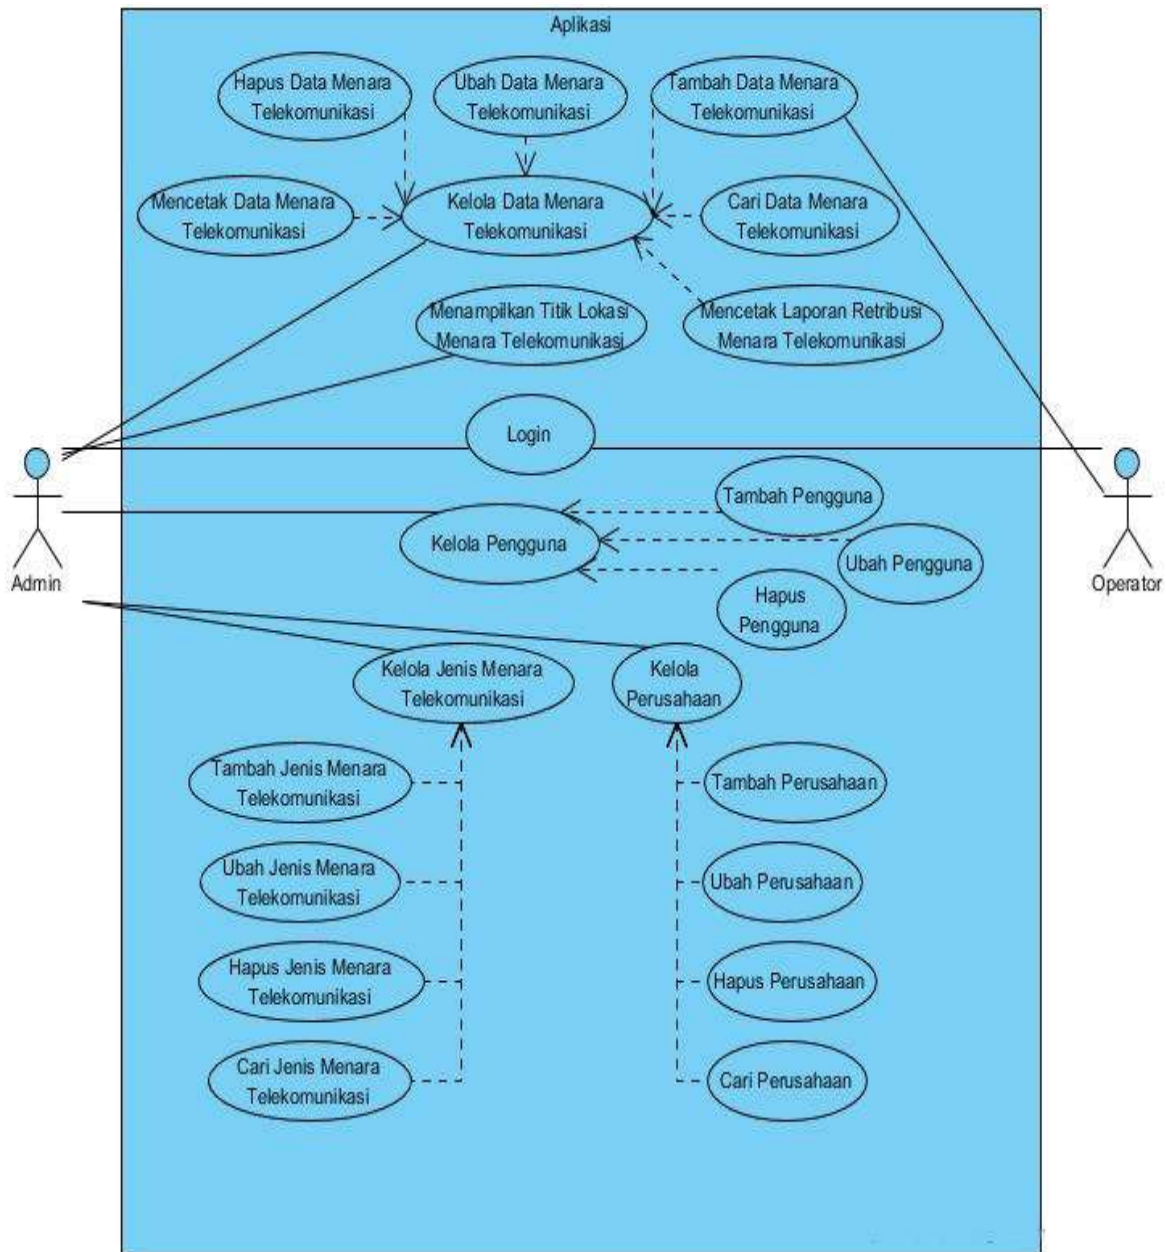 Aplikasi
Hapus Data Menara
Telekomunikasi
Ubah Data Menara
Telekomunikasi
Tambah Data Menara
Telekomunikasi
Mencetak Data Menara
Telekomunikasi
Kelola Data Menara
Telekomunikasi
Cari Data Menara
Telekomunikasi
Menampilkan Titik Lokasi
Menara Telekomunikasi
Mencetak Laporan Retribusi
Menara Telekomunikasi
Login
Tambah Pengguna
Kelola Pengguna
Ubah Pengguna
Admin
Operator
Hapus
Pengguna
Kelola Jenis Menara
Telekomunikasi
Kelola
Perusahaan
Tambah Jenis Menara
Telekomunikasi
Tambah Perusahaan
Ubah Jenis Menara
Telekomunikasi
Ubah Perusahaan
Hapus Jenis Menara
Telekomunikasi
Hapus Perusahaan
Cari Jenis Menara
Telekomunikasi
Cari Perusahaan